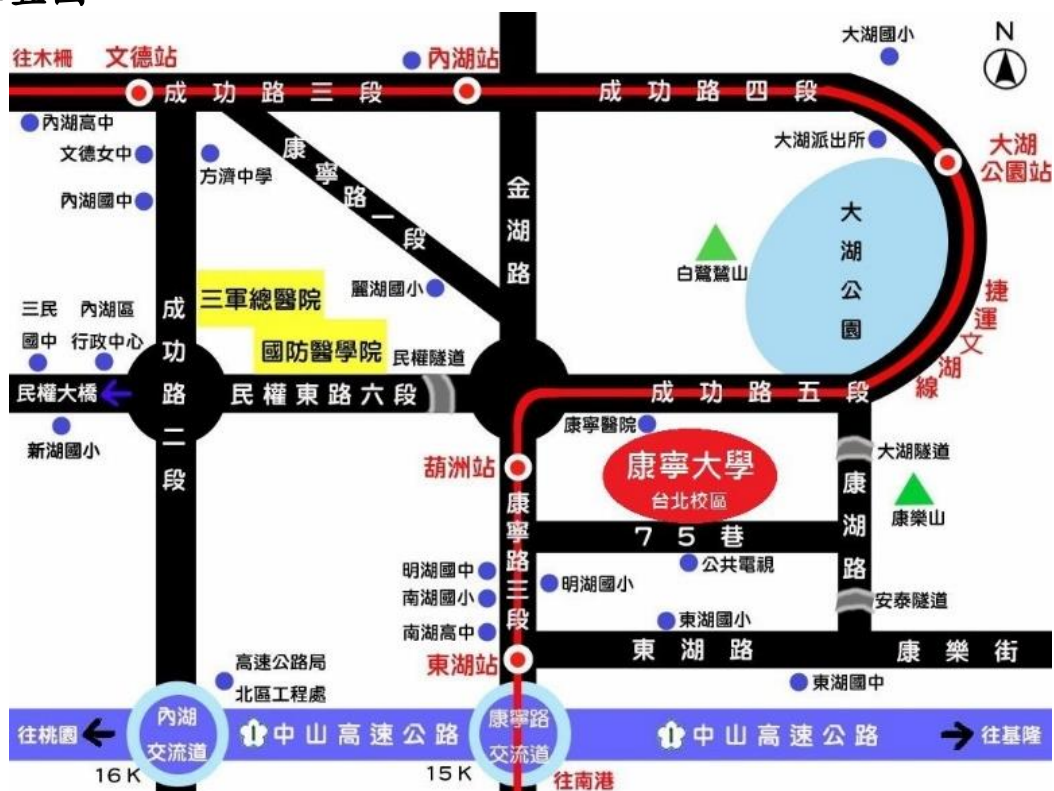 大湖國小
N
往木柵
文德站
內湖站
成功路三段
成功路四段
內湖高中
文德女中
方濟中學
康寧路一段
大湖派出所
大湖
公園站
內湖國中
金湖路
大湖公園
白鷺鷥山
三軍總醫院
麗湖國小
捷運文湖線
三民
國中
內湖區
行政中心
成功路二段
國防醫學院
民權隧道
民權大橋
民權東路六段
成功路五段
新湖國小
康寧醫院
葫洲站
康寧大學
台北校區
大湖隧道
康樂山
康寧路三段
75巷
康湖路
公共電視
明湖國中
明湖國小
南湖國小
安泰隧道
東湖國小
南湖高中
東湖路
康樂街
東湖站
高速公路局
北區工程處
東湖國中
往桃園
內湖
交流道
1
中山高速公路
康寧路
交流道
1
中山高速公路
往基隆
16K
15K
往南港